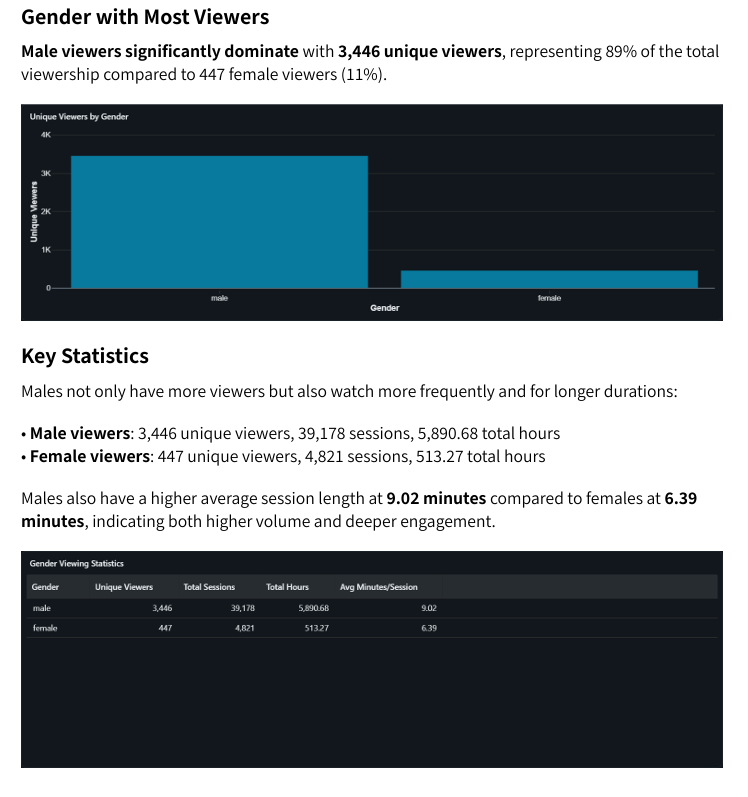 Gender with Most Viewers
Male viewers significantly dominate with 3,446 unique viewers, representing 89% of the total
viewership compared to 447 female viewers (11%).
Unique Viewers by Gender
4K
3K
2K
1K
0
Unique Viewers
male
female
Gender
Key Statistics
Males not only have more viewers but also watch more frequently and for longer durations:
• Male viewers: 3,446 unique viewers, 39,178 sessions, 5,890.68 total hours
• Female viewers: 447 unique viewers, 4,821 sessions, 513.27 total hours
Males also have a higher average session length at 9.02 minutes compared to females at 6.39
minutes, indicating both higher volume and deeper engagement.
Gender Viewing Statistics
Gender Unique Viewers Total Sessions Total Hours Avg Minutes/Session
male 3,446 39,178 5,890.68 9.02
female 447 4,821 513.27 6.39